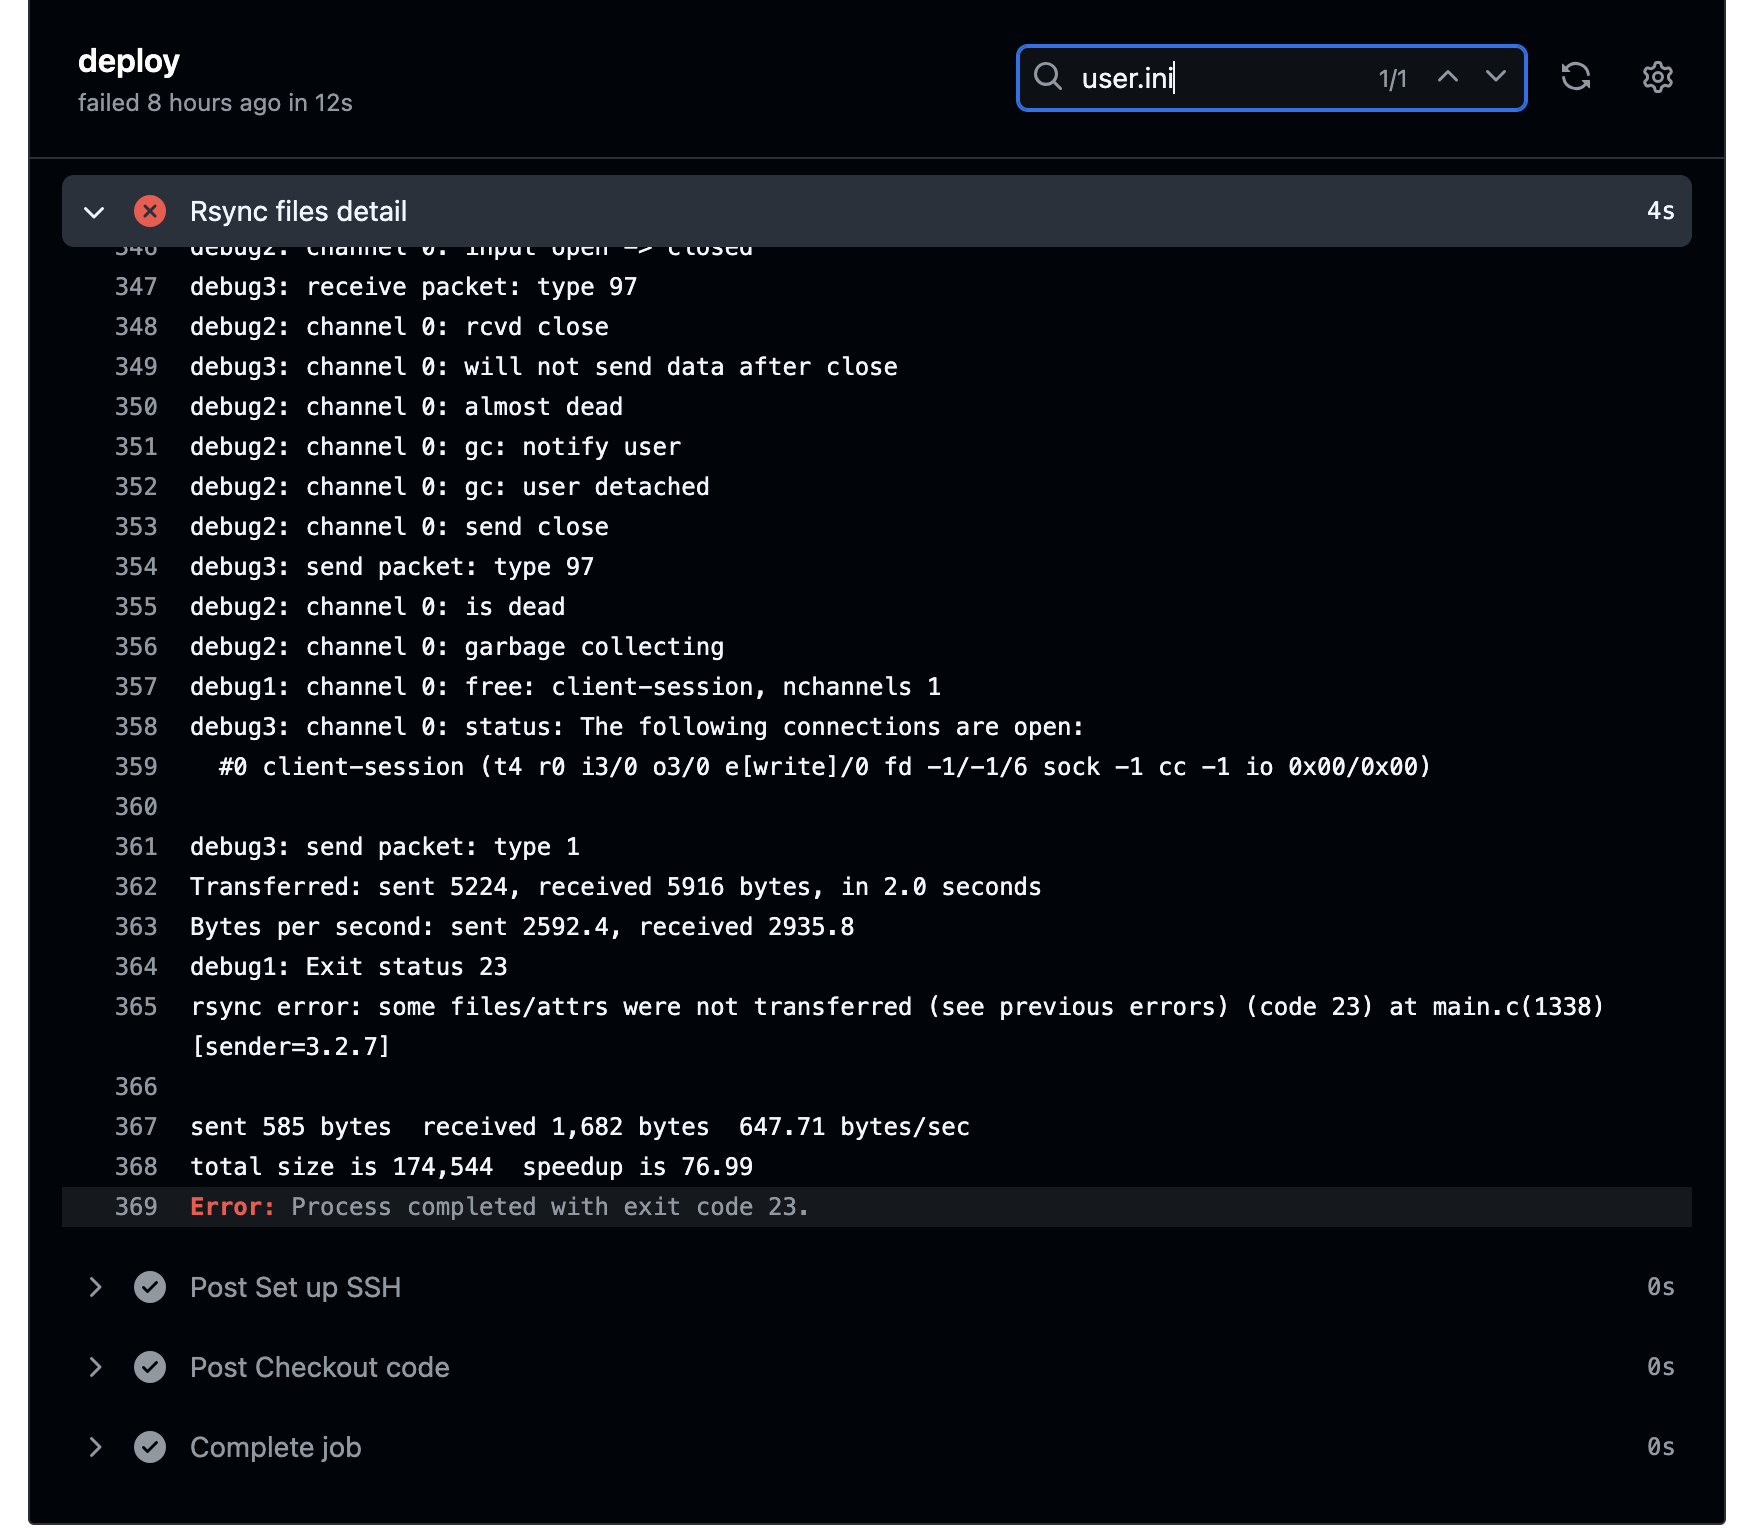 deploy
failed 8 hours ago in 12s
user.ini
1/1
Rsync files detail
4s
346 debug2: channel 0: input open -> closed
347 debug3: receive packet: type 97
348 debug2: channel 0: rcvd close
349 debug3: channel 0: will not send data after close
350 debug2: channel 0: almost dead
351 debug2: channel 0: gc: notify user
352 debug2: channel 0: gc: user detached
353 debug2: channel 0: send close
354 debug3: send packet: type 97
355 debug2: channel 0: is dead
356 debug2: channel 0: garbage collecting
357 debug1: channel 0: free: client-session, nchannels 1
358 debug3: channel 0: status: The following connections are open:
359   #0 client-session (t4 r0 i3/0 o3/0 e[write]/0 fd -1/-1/6 sock -1 cc -1 io 0x00/0x00)
360
361 debug3: send packet: type 1
362 Transferred: sent 5224, received 5916 bytes, in 2.0 seconds
363 Bytes per second: sent 2592.4, received 2935.8
364 debug1: Exit status 23
365 rsync error: some files/attrs were not transferred (see previous errors) (code 23) at main.c(1338)
[sender=3.2.7]
366
367 sent 585 bytes  received 1,682 bytes  647.71 bytes/sec
368 total size is 174,544  speedup is 76.99
369 Error: Process completed with exit code 23.
Post Set up SSH
0s
Post Checkout code
0s
Complete job
0s